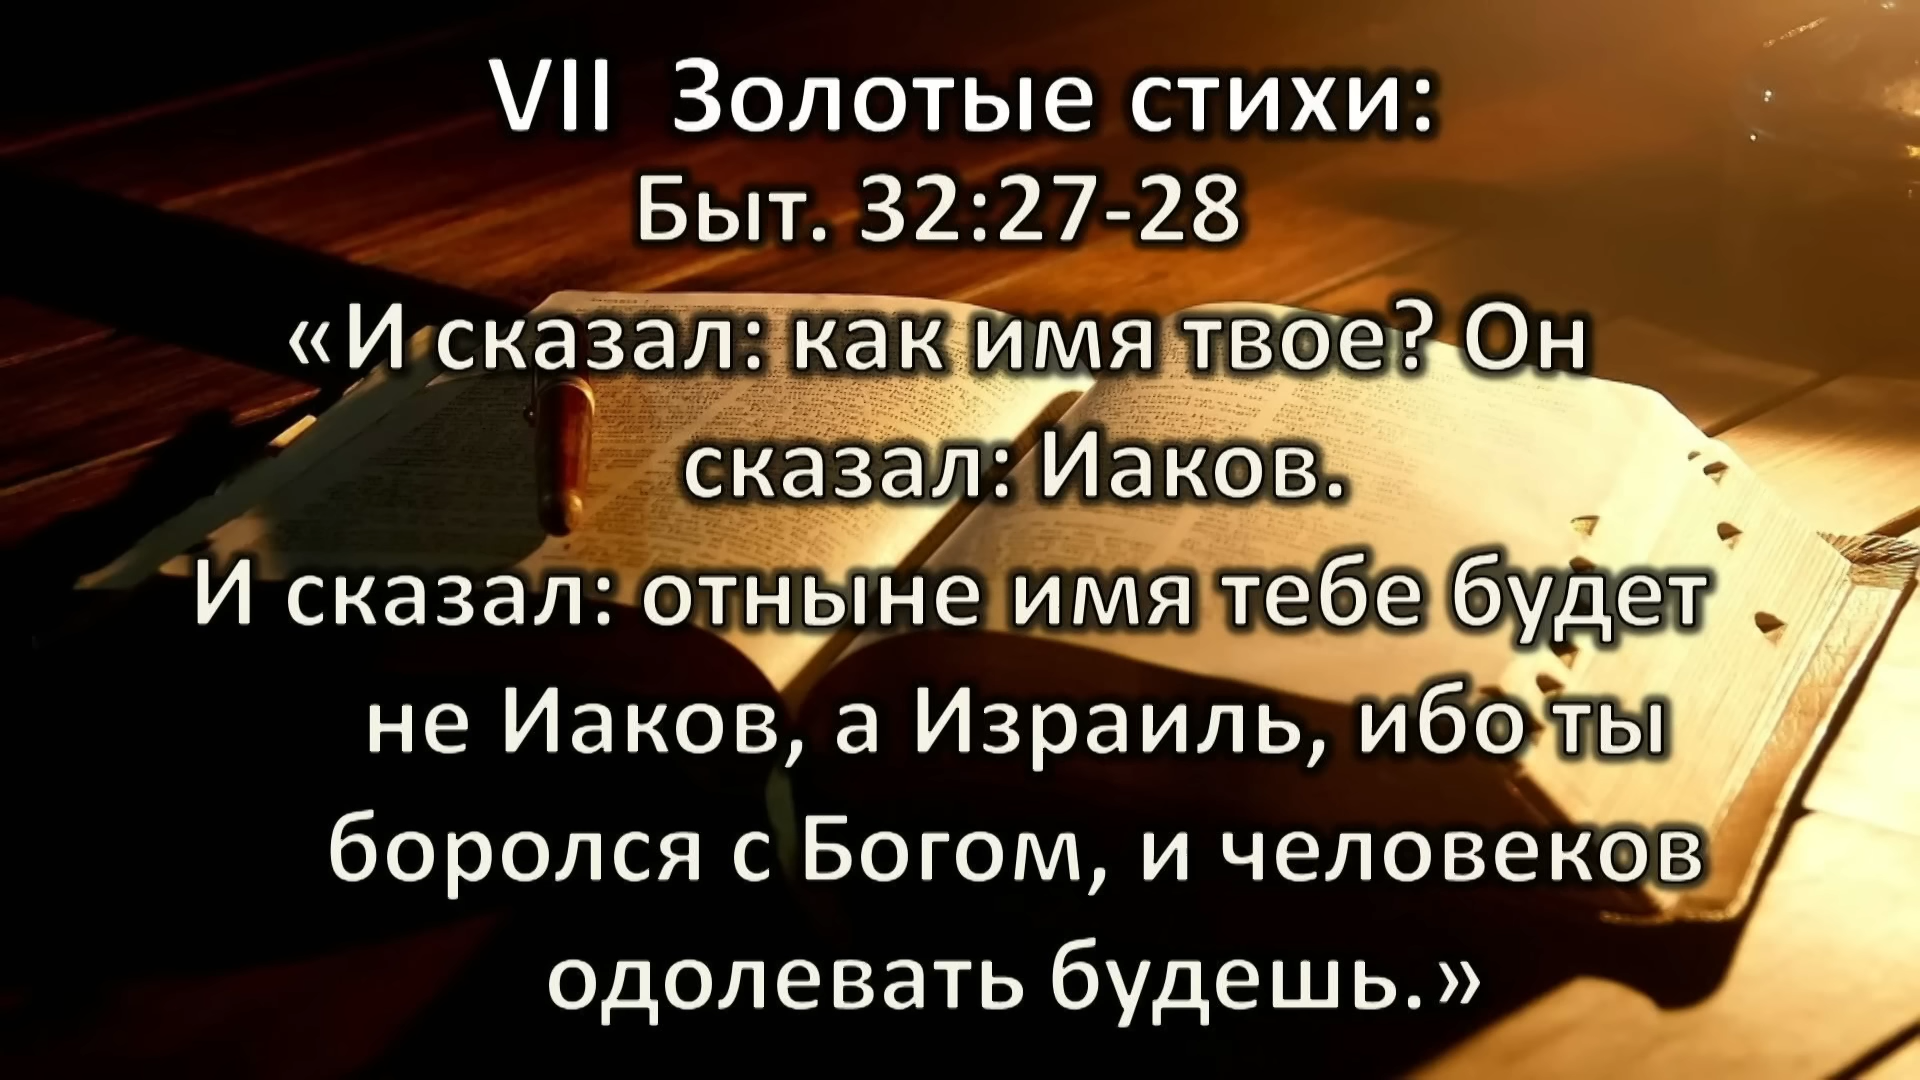 VII Золотые стихи:
Быт. 32:27-28
«И сказал: как имя твое? Он
сказал: Иаков.
И сказал: отныне имя тебе будет
не Иаков, а Израиль, ибо ты
боролся с Богом, и человеков
одолевать будешь.»